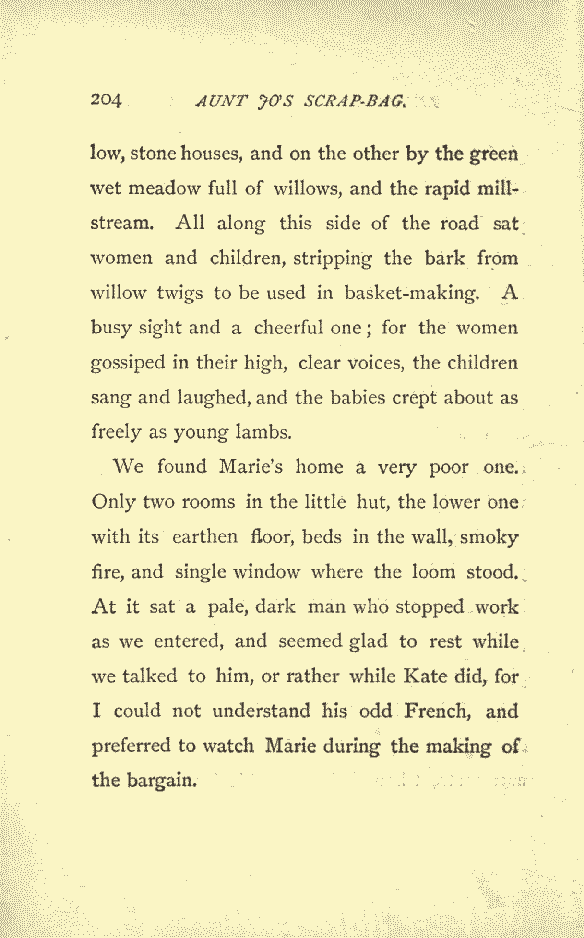 204 AUNT JO'S SCRAP-BAG.
low, stone houses, and on the other by the green
wet meadow full of willows, and the rapid mill-
stream. All along this side of the road sat
women and children, stripping the bark from
willow twigs to be used in basket-making. A
busy sight and a cheerful one; for the women
gossiped in their high, clear voices, the children
sang and laughed, and the babies crept about as
freely as young lambs.
We found Marie's home a very poor one.
Only two rooms in the little hut, the lower one
with its earthen floor, beds in the wall, smoky
fire, and single window where the loom stood.
At it sat a pale, dark man who stopped work
as we entered, and seemed glad to rest while
we talked to him, or rather while Kate did, for
I could not understand his odd French, and
preferred to watch Marie during the making of
the bargain.